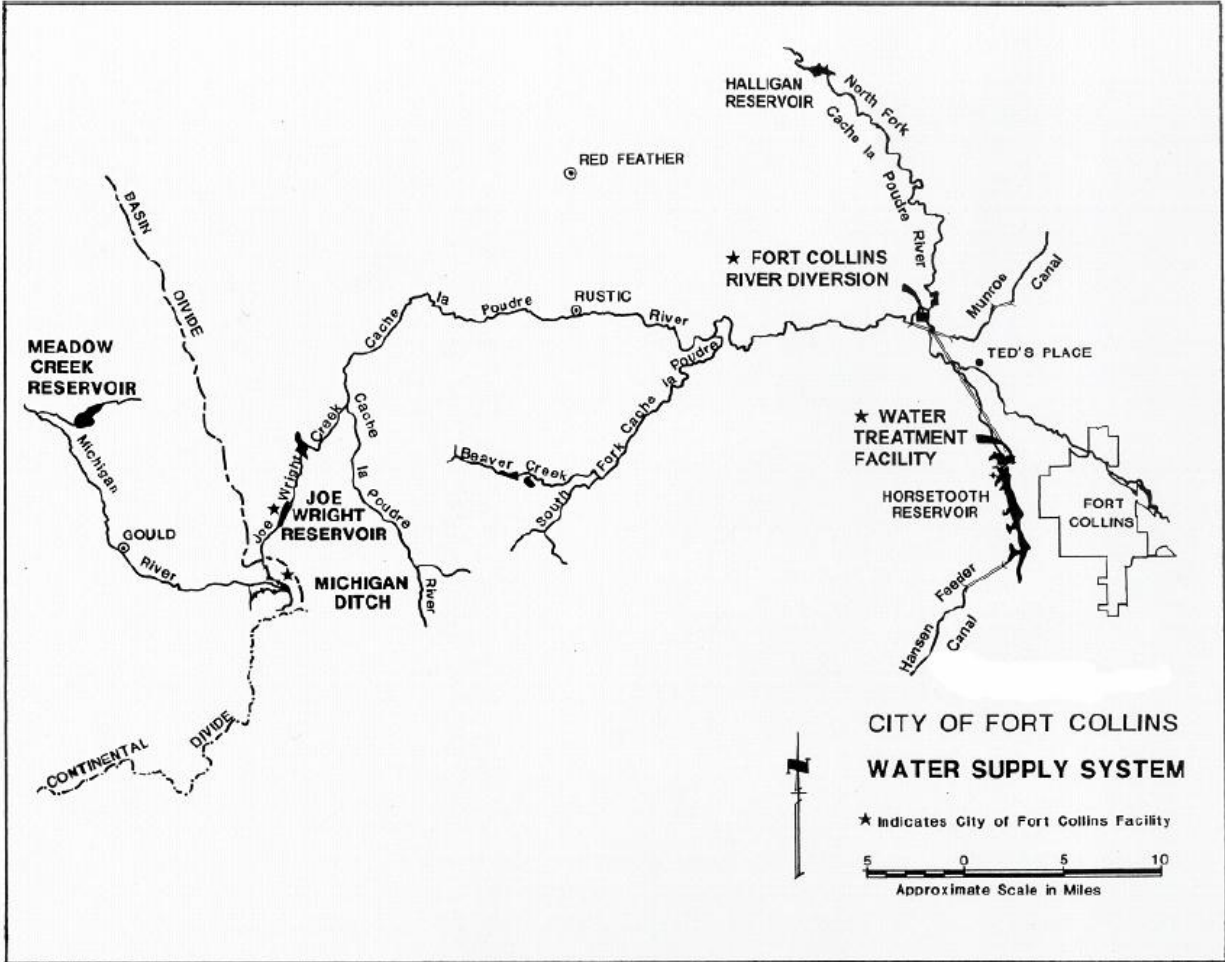 HALLIGAN
RESERVOIR
North Fork
Cache la Poudre River
RED FEATHER
BASIN DIVIDE
★ FORT COLLINS
RIVER DIVERSION
Munroe
Canal
Cache la Poudre River
RUSTIC
TED'S PLACE
MEADOW
CREEK
RESERVOIR
Michigan River
GOULD
Joe Wright Creek
JOE
WRIGHT
RESERVOIR
MICHIGAN
DITCH
Cache la Poudre River
Beaver Creek
South Fork Cache la Poudre
★ WATER
TREATMENT
FACILITY
HORSETOOTH
RESERVOIR
FORT
COLLINS
Hansen Feeder
Canal
CONTINENTAL DIVIDE
CITY OF FORT COLLINS
WATER SUPPLY SYSTEM
★ Indicates City of Fort Collins Facility
5 0 5 10
Approximate Scale in Miles